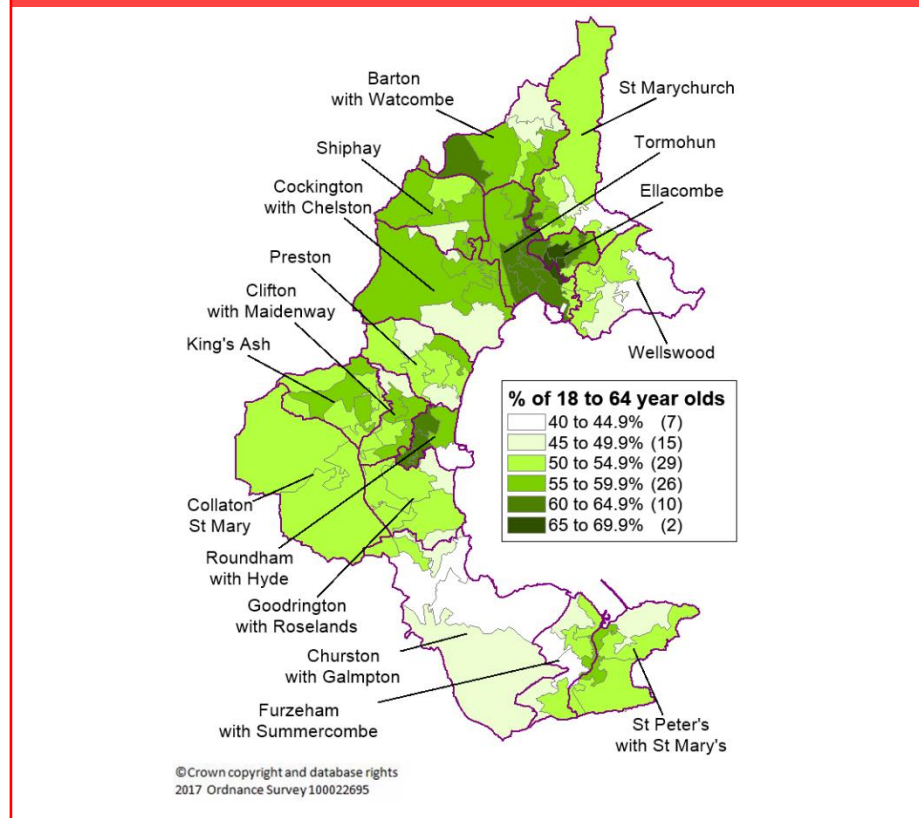 Barton
with Watcombe
St Marychurch
Shiphay
Tormohun
Cockington
with Chelston
Ellacombe
Preston
Clifton
with Maidenway
King's Ash
Wellswood
% of 18 to 64 year olds
40 to 44.9% (7)
45 to 49.9% (15)
50 to 54.9% (29)
55 to 59.9% (26)
60 to 64.9% (10)
65 to 69.9% (2)
Collaton
St Mary
Roundham
with Hyde
Goodrington
with Roselands
Churston
with Galmpton
Furzeham
with Summercombe
St Peter's
with St Mary's
©Crown copyright and database rights
2017 Ordnance Survey 100022695